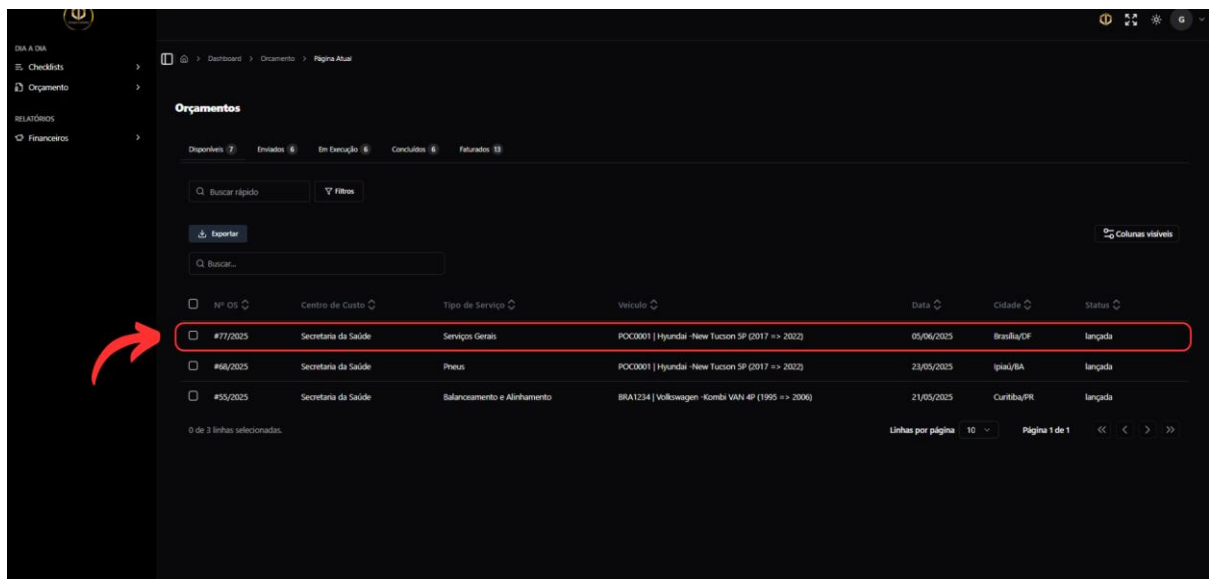 G
DIA A DIA
Checklists
Orçamento
RELATÓRIOS
Financeiros
Dashboard > Orcamento > Página Atual
Orçamentos
Disponíveis 7 Enviados 6 Em Execução 6 Concluídos 6 Faturados 13
Buscar rápido Filtros
Exportar Colunas visíveis
Buscar...
Nº OS Centro de Custo Tipo de Serviço Veículo Data Cidade Status
#77/2025 Secretaria da Saúde Serviços Gerais POC0001 | Hyundai -New Tucson 5P (2017 => 2022) 05/06/2025 Brasília/DF lançada
#68/2025 Secretaria da Saúde Pneus POC0001 | Hyundai -New Tucson 5P (2017 => 2022) 23/05/2025 Ipiaú/BA lançada
#55/2025 Secretaria da Saúde Balanceamento e Alinhamento BRA1234 | Volkswagen -Kombi VAN 4P (1995 => 2006) 21/05/2025 Curitiba/PR lançada
0 de 3 linhas selecionadas. Linhas por página 10 Página 1 de 1